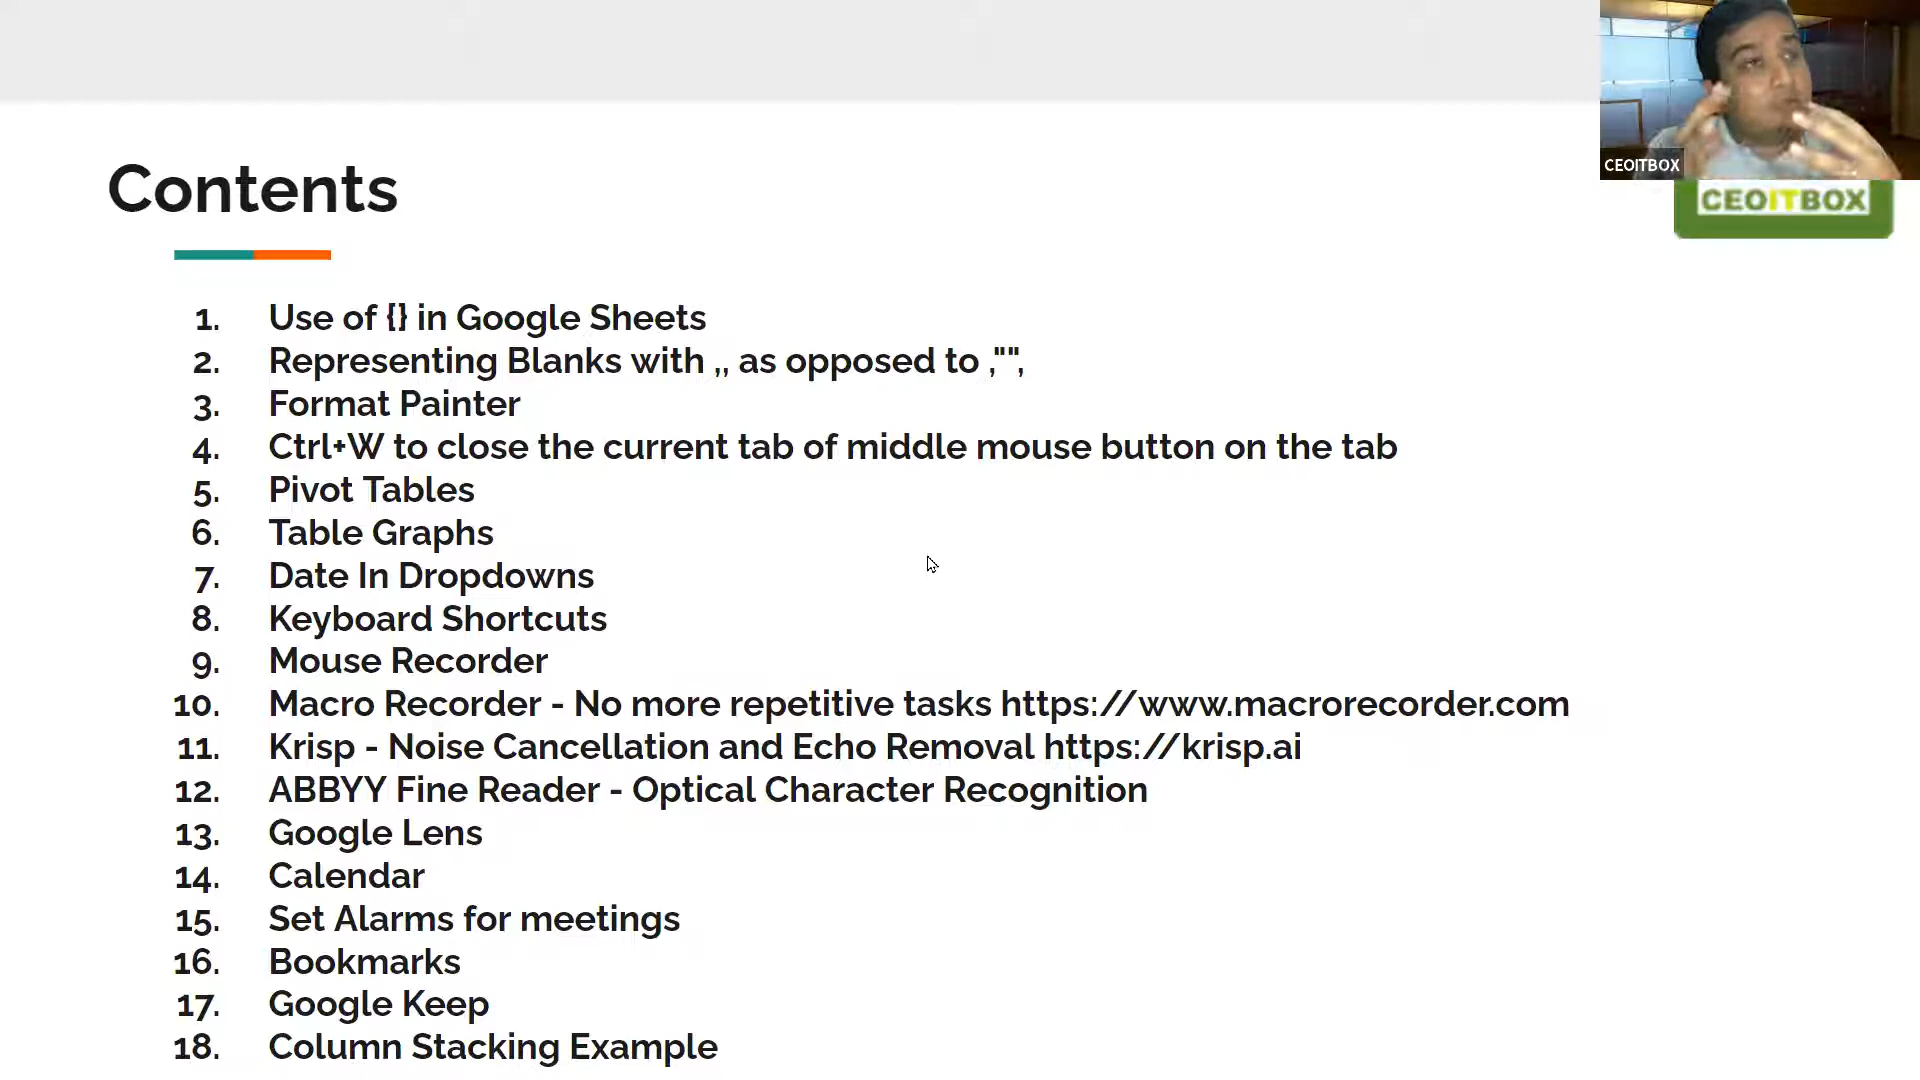 CEOITBOX
CEOITBOX
Contents
1. Use of {} in Google Sheets
2. Representing Blanks with ,, as opposed to ,"",
3. Format Painter
4. Ctrl+W to close the current tab of middle mouse button on the tab
5. Pivot Tables
6. Table Graphs
7. Date In Dropdowns
8. Keyboard Shortcuts
9. Mouse Recorder
10. Macro Recorder - No more repetitive tasks https://www.macrorecorder.com
11. Krisp - Noise Cancellation and Echo Removal https://krisp.ai
12. ABBYY Fine Reader - Optical Character Recognition
13. Google Lens
14. Calendar
15. Set Alarms for meetings
16. Bookmarks
17. Google Keep
18. Column Stacking Example